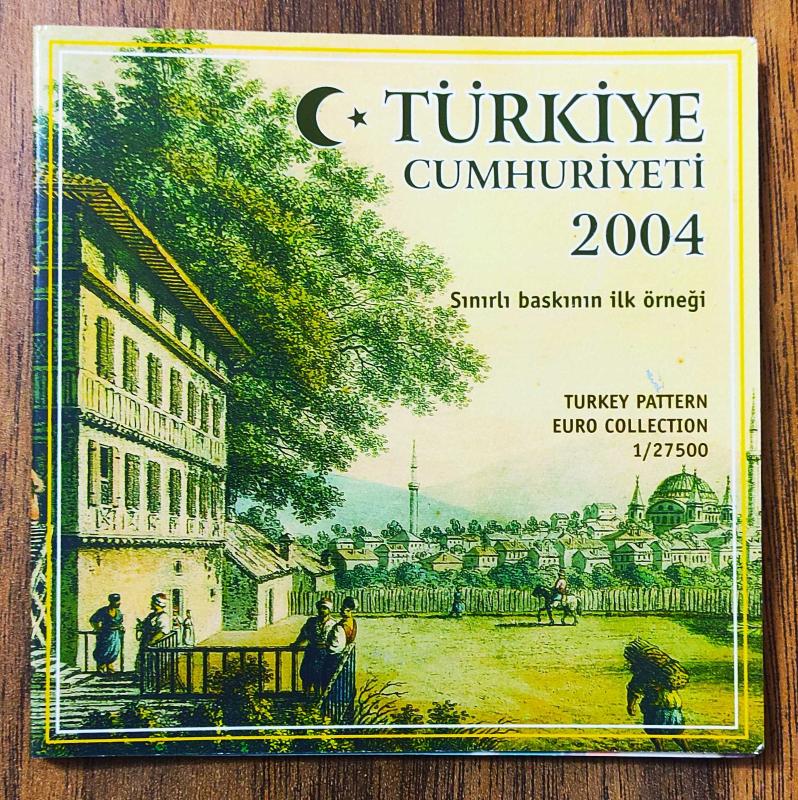 TÜRKİYE
CUMHURİYETİ
2004
Sınırlı baskının ilk örneği
TURKEY PATTERN
EURO COLLECTION
1/27500